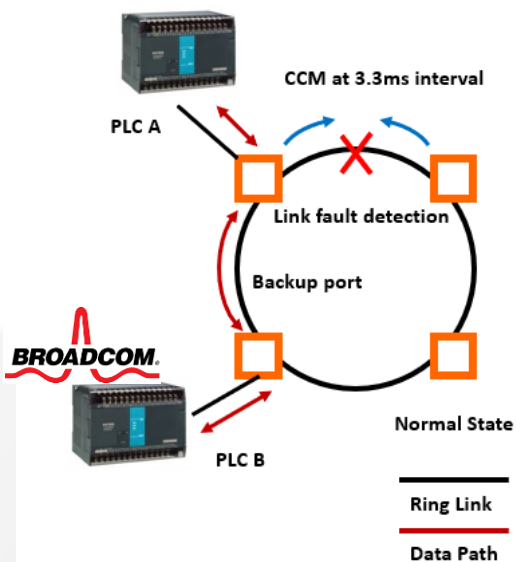 CCM at 3.3ms interval
PLC A
Link fault detection
Backup port
BROADCOM.
Normal State
PLC B
Ring Link
Data Path